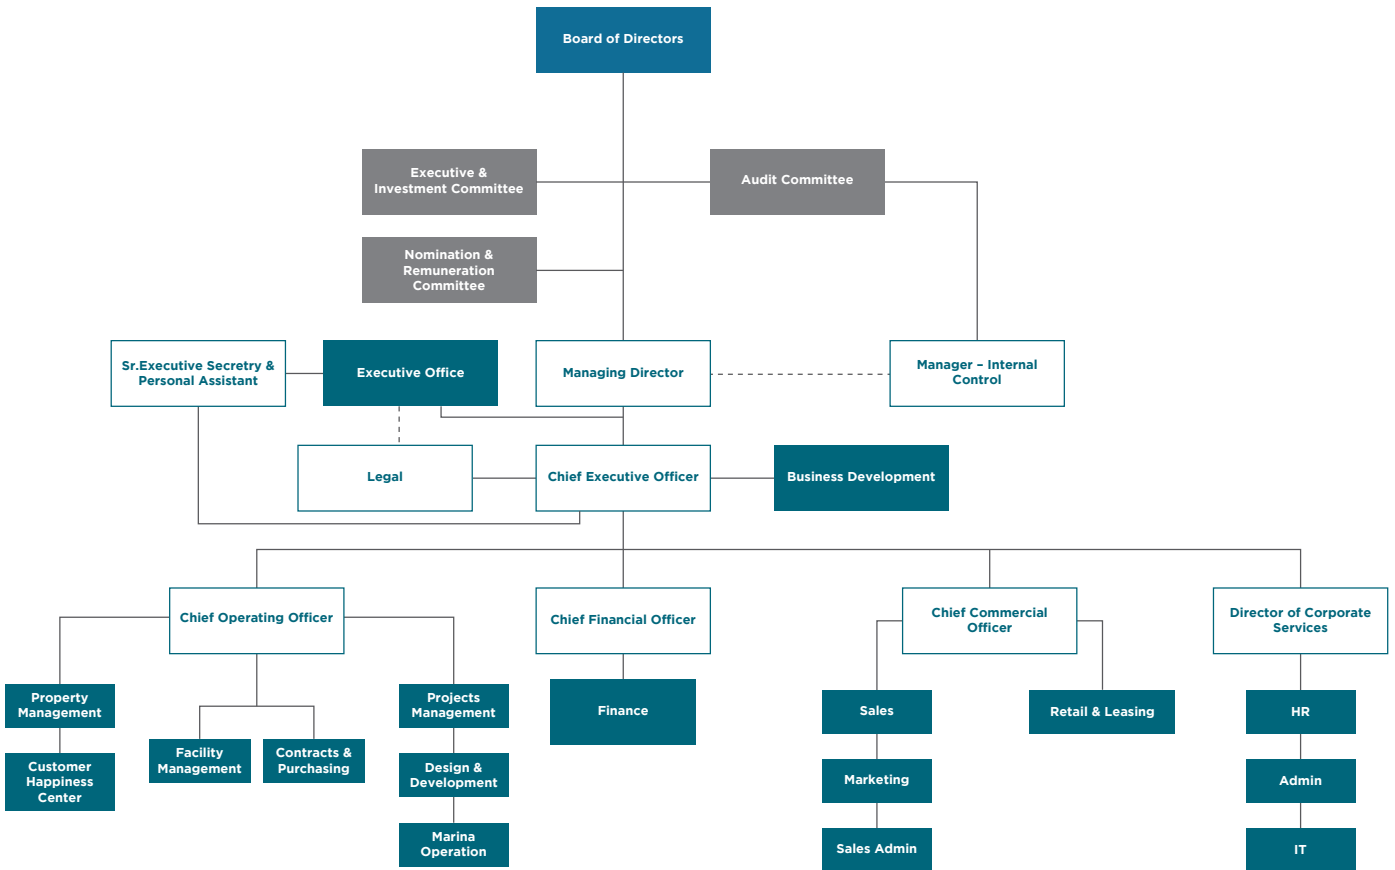 Board of Directors
Executive &
Investment Committee
Audit Committee
Nomination &
Remuneration
Committee
Sr.Executive Secretry &
Personal Assistant
Executive Office
Managing Director
Manager – Internal
Control
Legal
Chief Executive Officer
Business Development
Chief Operating Officer
Chief Financial Officer
Chief Commercial
Officer
Director of Corporate
Services
Property
Management
Projects
Management
Finance
Sales
Retail & Leasing
HR
Facility
Management
Contracts &
Purchasing
Customer
Happiness
Center
Design &
Development
Marketing
Admin
Marina
Operation
Sales Admin
IT